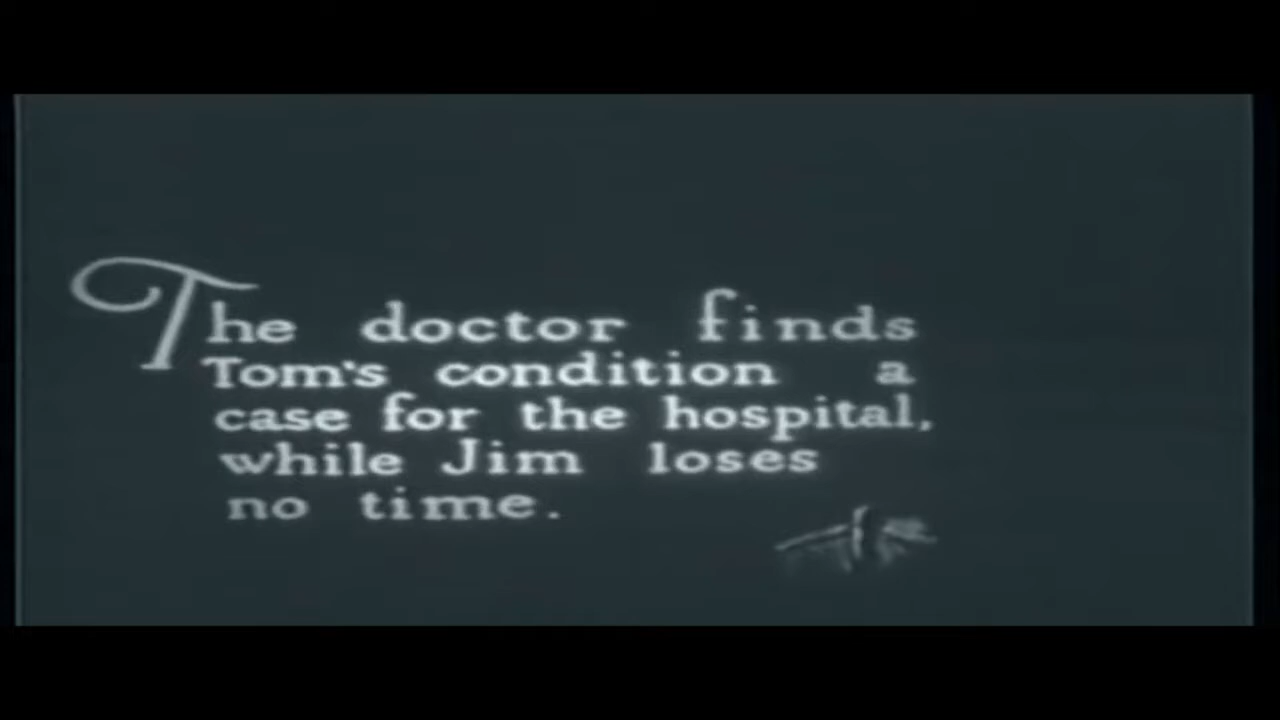 The doctor finds
Tom's condition a
case for the hospital,
while Jim loses
no time.